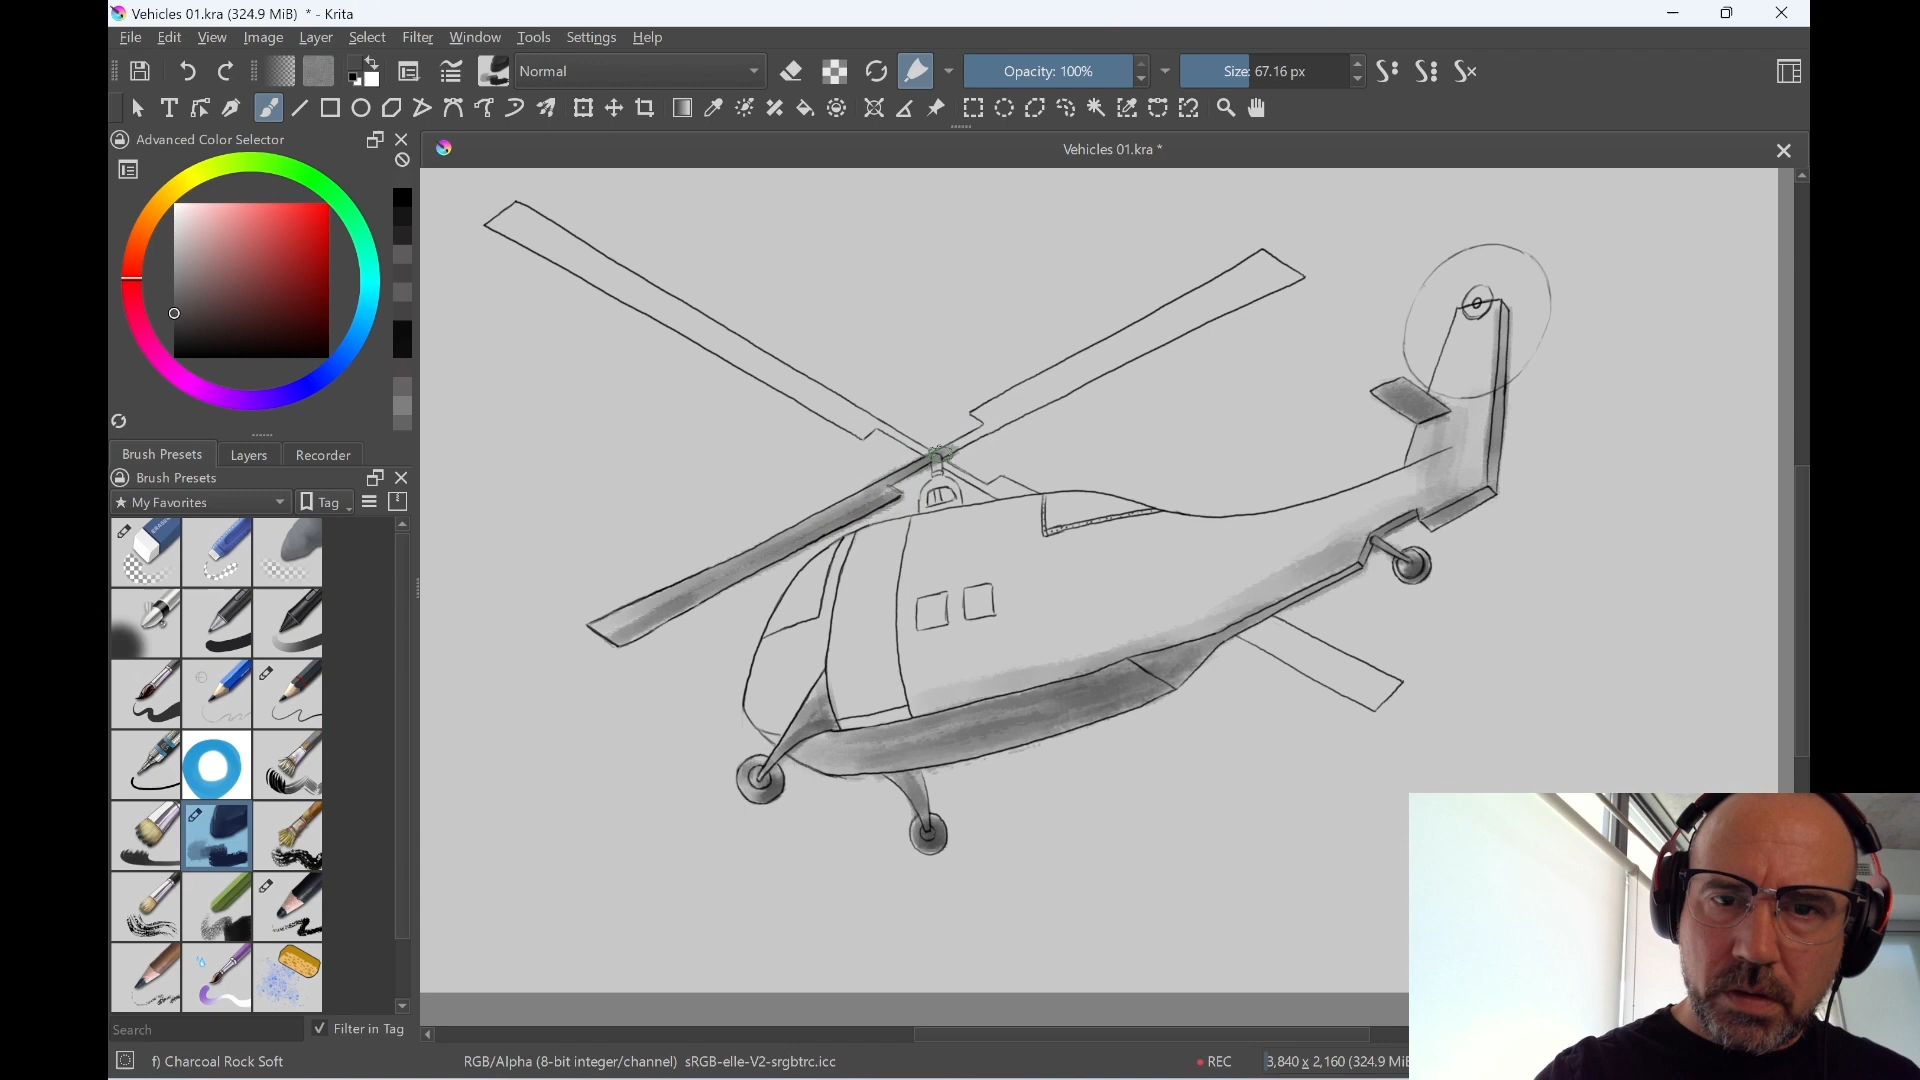 Vehicles 01.kra (324.9 MiB) * - Krita
File Edit View Image Layer Select Filter Window Tools Settings Help
Normal
Opacity: 100%
Size: 67.16 px
Advanced Color Selector
Vehicles 01.kra *
Brush Presets Layers Recorder
Brush Presets
My Favorites
Tag
Search
Filter in Tag
f) Charcoal Rock Soft
RGB/Alpha (8-bit integer/channel) sRGB-elle-V2-srgbtrc.icc
REC
3,840 x 2,160 (324.9 MiB